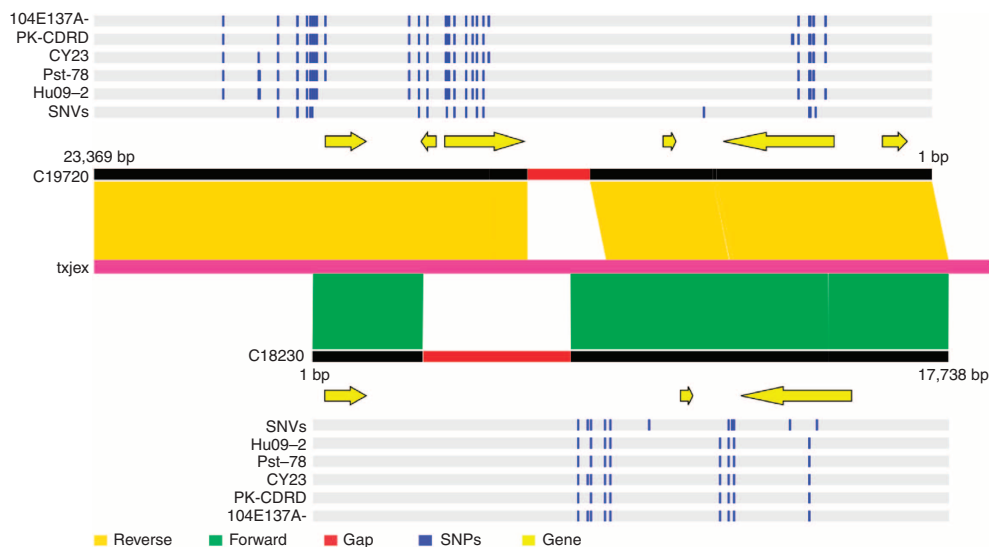 104E137A-
PK-CDRD
CY23
Pst-78
Hu09–2
SNVs
23,369 bp
1 bp
C19720
txjex
C18230
1 bp
17,738 bp
SNVs
Hu09–2
Pst–78
CY23
PK-CDRD
104E137A-
Reverse Forward Gap SNPs Gene